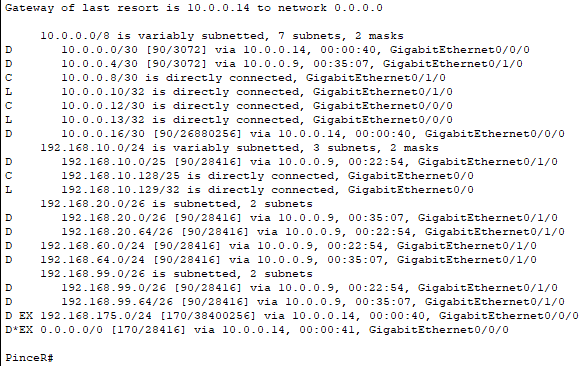 Gateway of last resort is 10.0.0.14 to network 0.0.0.0
10.0.0.0/8 is variably subnetted, 7 subnets, 2 masks
D 10.0.0.0/30 [90/3072] via 10.0.0.14, 00:00:40, GigabitEthernet0/0/0
D 10.0.0.4/30 [90/3072] via 10.0.0.9, 00:35:07, GigabitEthernet0/1/0
C 10.0.0.8/30 is directly connected, GigabitEthernet0/1/0
L 10.0.0.10/32 is directly connected, GigabitEthernet0/1/0
C 10.0.0.12/30 is directly connected, GigabitEthernet0/0/0
L 10.0.0.13/32 is directly connected, GigabitEthernet0/0/0
D 10.0.0.16/30 [90/26880256] via 10.0.0.14, 00:00:40, GigabitEthernet0/0/0
192.168.10.0/24 is variably subnetted, 3 subnets, 2 masks
D 192.168.10.0/25 [90/28416] via 10.0.0.9, 00:22:54, GigabitEthernet0/1/0
C 192.168.10.128/25 is directly connected, GigabitEthernet0/0
L 192.168.10.129/32 is directly connected, GigabitEthernet0/0
192.168.20.0/26 is subnetted, 2 subnets
D 192.168.20.0/26 [90/28416] via 10.0.0.9, 00:35:07, GigabitEthernet0/1/0
D 192.168.20.64/26 [90/28416] via 10.0.0.9, 00:22:54, GigabitEthernet0/1/0
D 192.168.60.0/24 [90/28416] via 10.0.0.9, 00:22:54, GigabitEthernet0/1/0
D 192.168.64.0/24 [90/28416] via 10.0.0.9, 00:35:07, GigabitEthernet0/1/0
192.168.99.0/26 is subnetted, 2 subnets
D 192.168.99.0/26 [90/28416] via 10.0.0.9, 00:22:54, GigabitEthernet0/1/0
D 192.168.99.64/26 [90/28416] via 10.0.0.9, 00:35:07, GigabitEthernet0/1/0
D EX 192.168.175.0/24 [170/38400256] via 10.0.0.14, 00:00:40, GigabitEthernet0/0/0
D*EX 0.0.0.0/0 [170/28416] via 10.0.0.14, 00:00:41, GigabitEthernet0/0/0
PinceR#